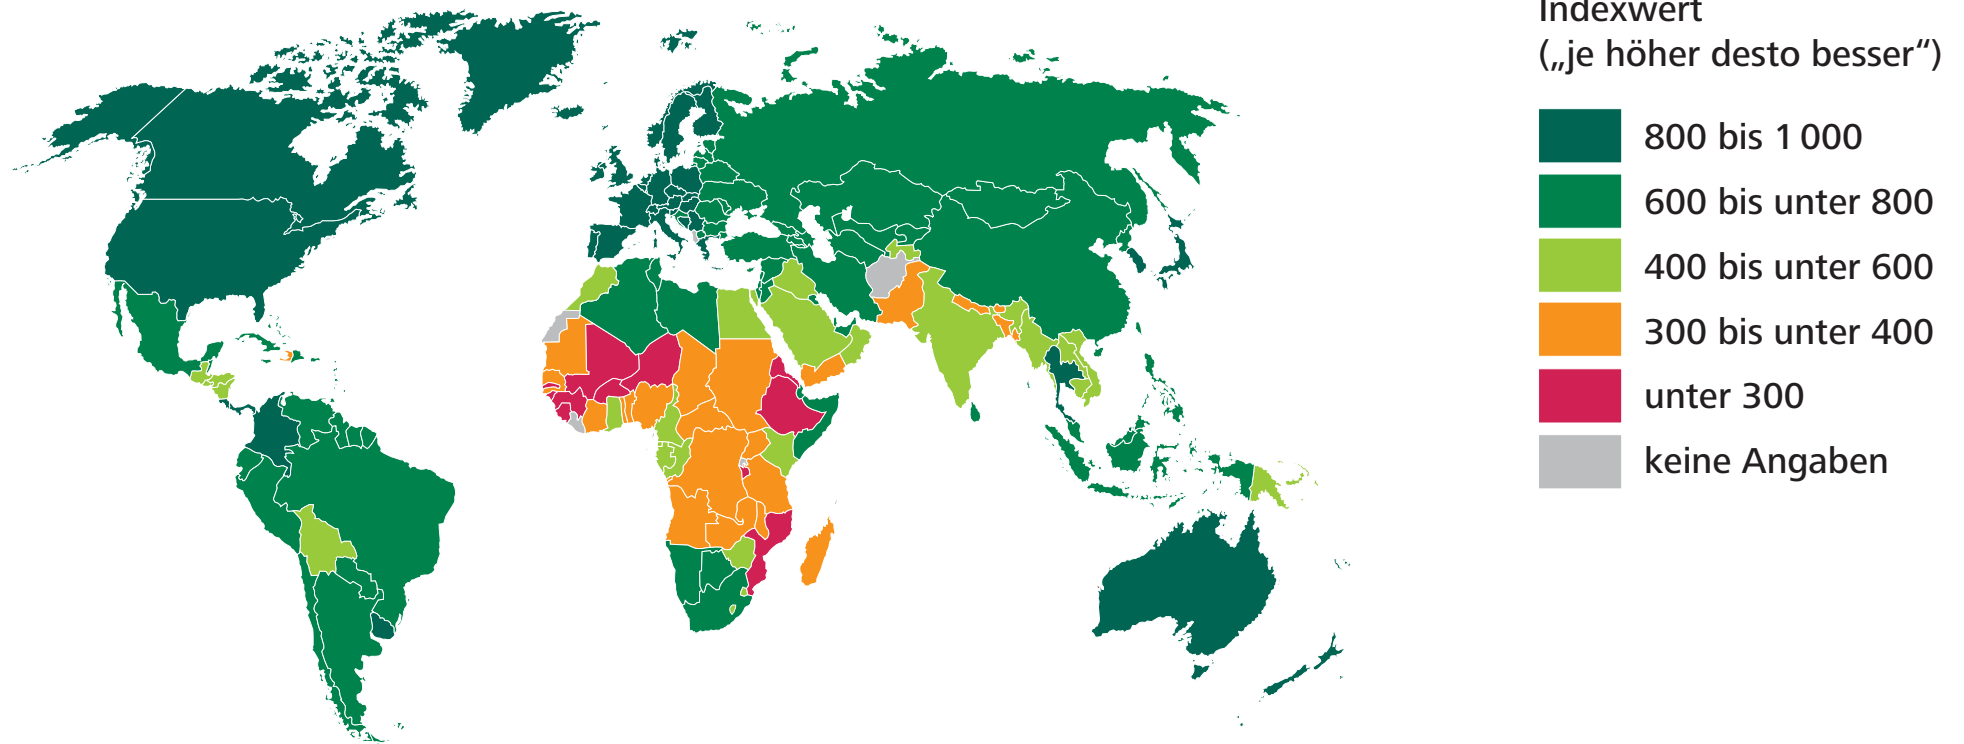 Indexwert
(„je höher desto besser“)
800 bis 1 000
600 bis unter 800
400 bis unter 600
300 bis unter 400
unter 300
keine Angaben